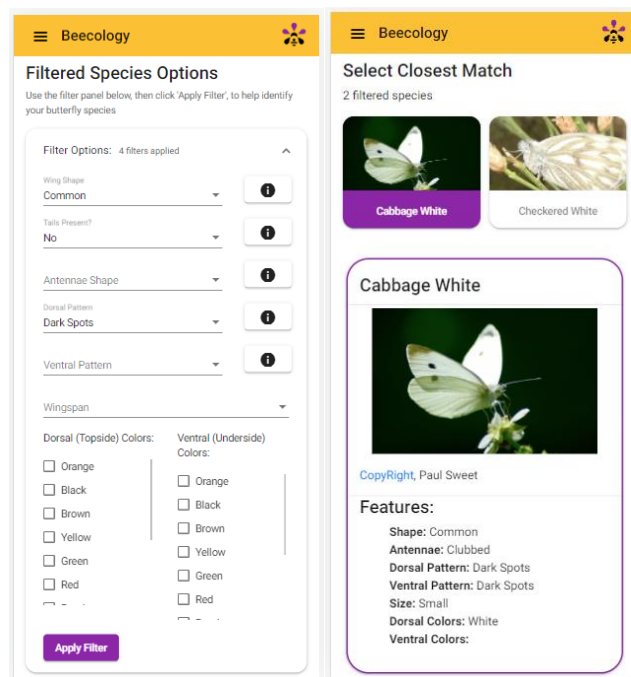 Beecology
Filtered Species Options
Use the filter panel below, then click 'Apply Filter', to help identify
your butterfly species
Filter Options: 4 filters applied
Wing Shape
Common
Tails Present?
No
Antennae Shape
Dorsal Pattern
Dark Spots
Ventral Pattern
Wingspan
Dorsal (Topside) Colors:
Orange
Black
Brown
Yellow
Green
Red
Ventral (Underside)
Colors:
Orange
Black
Brown
Yellow
Green
Red
Apply Filter
Beecology
Select Closest Match
2 filtered species
Cabbage White
Checkered White
Cabbage White
CopyRight, Paul Sweet
Features:
Shape: Common
Antennae: Clubbed
Dorsal Pattern: Dark Spots
Ventral Pattern: Dark Spots
Size: Small
Dorsal Colors: White
Ventral Colors: